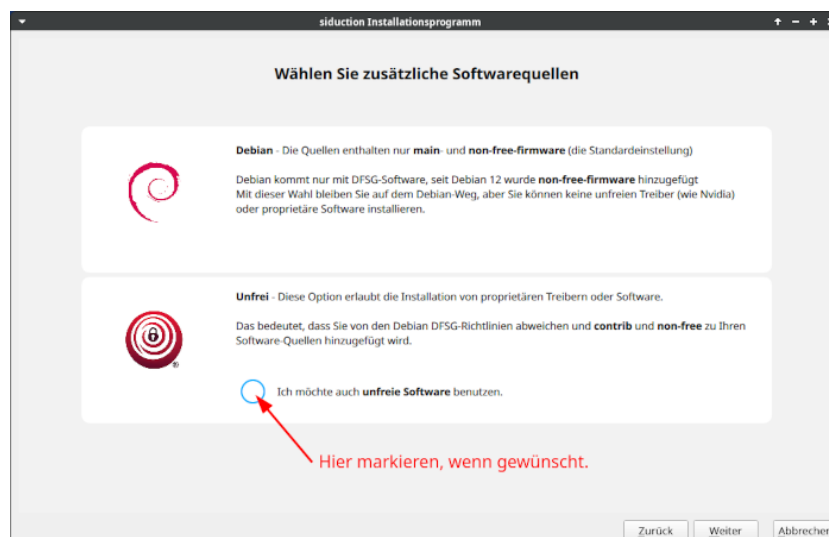 siduction Installationsprogramm
Wählen Sie zusätzliche Softwarequellen
Debian - Die Quellen enthalten nur main- und non-free-firmware (die Standardeinstellung)
Debian kommt nur mit DFSG-Software, seit Debian 12 wurde non-free-firmware hinzugefügt
Mit dieser Wahl bleiben Sie auf dem Debian-Weg, aber Sie können keine unfreien Treiber (wie Nvidia)
oder proprietäre Software installieren.
Unfrei - Diese Option erlaubt die Installation von proprietären Treibern oder Software.
Das bedeutet, dass Sie von den Debian DFSG-Richtlinien abweichen und contrib und non-free zu Ihren
Software-Quellen hinzugefügt wird.
®
Ich möchte auch unfreie Software benutzen.
Hier markieren, wenn gewünscht.
Zurück Weiter Abbrechen